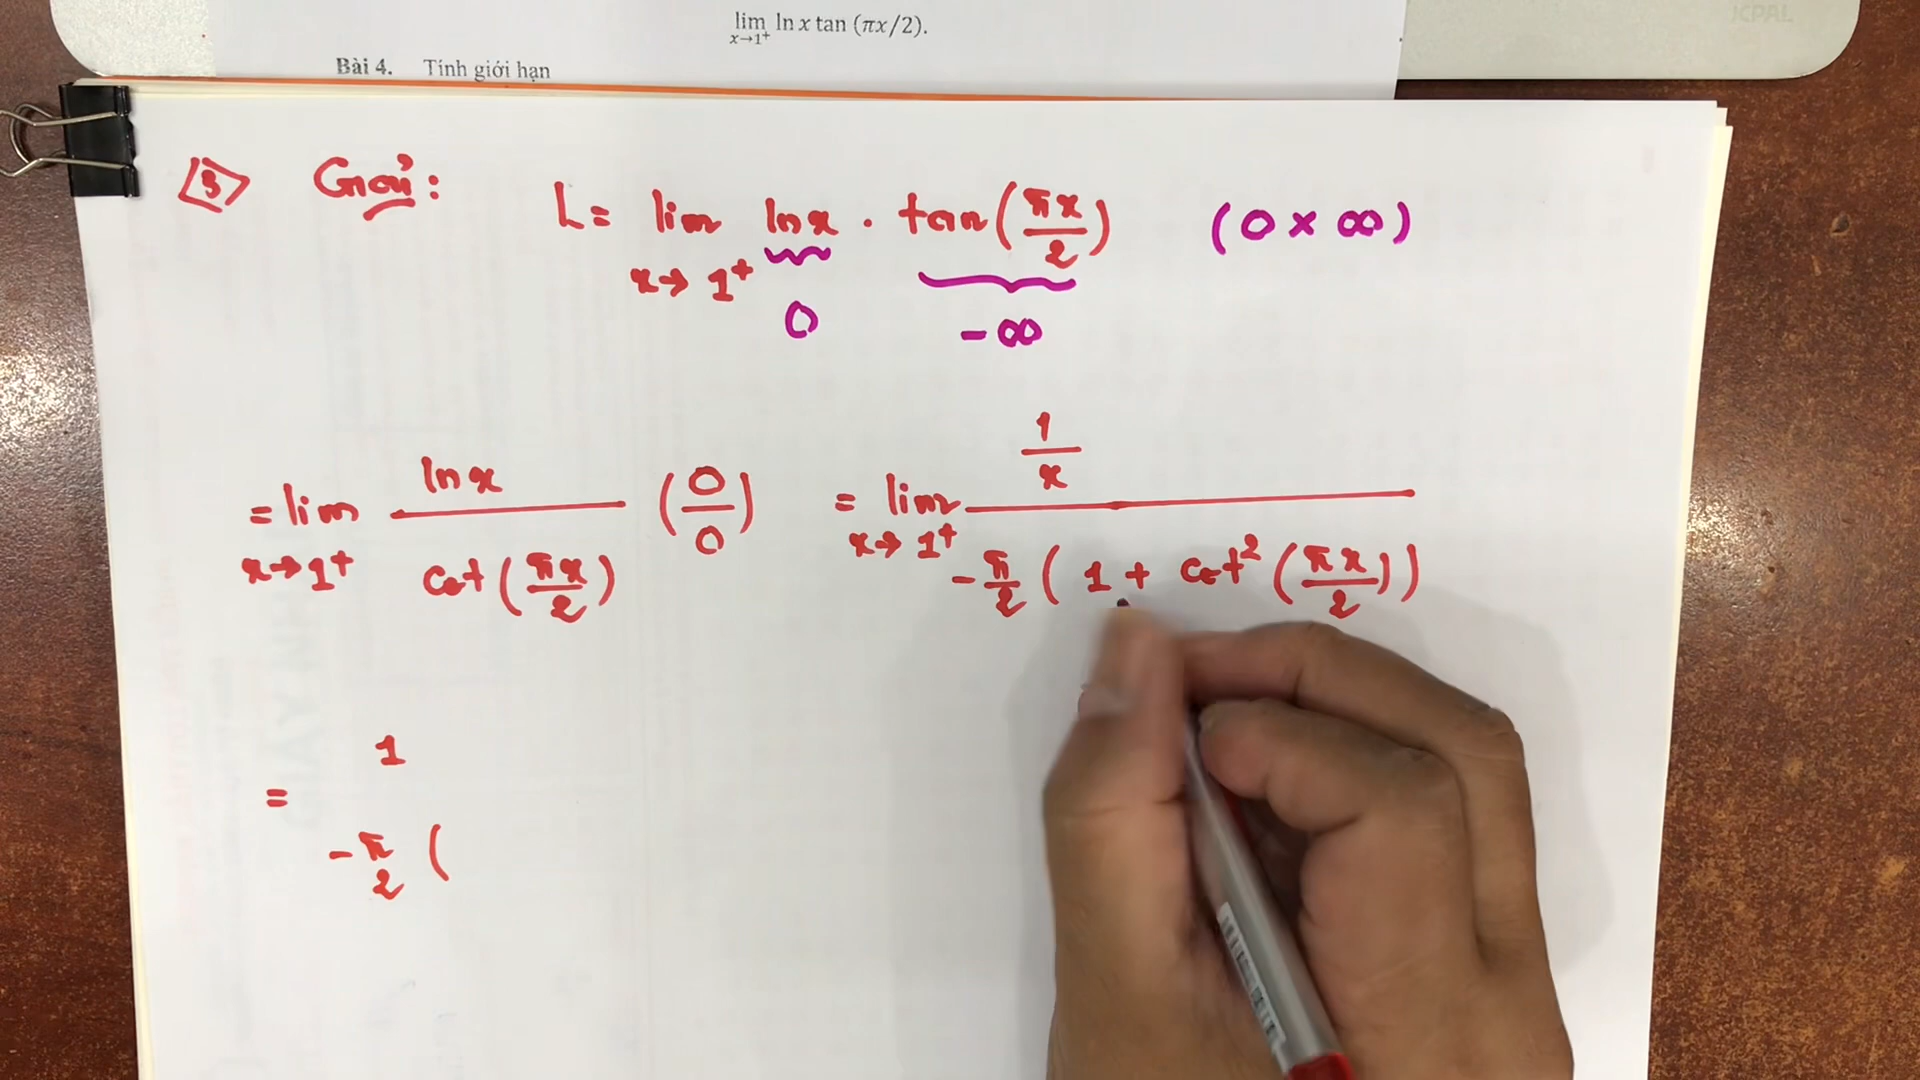 lim ln x tan (πx/2).
x→1⁺
Bài 4. Tính giới hạn
JCPAL
3 Giải: L = lim ln x · tan(πx/2) (0 × ∞)
x→1⁺
0 -∞
= lim ln x / cot(πx/2) (0/0) = lim (1/x) / (-π/2 (1 + cot²(πx/2)))
x→1⁺ x→1⁺
= 1
-π/2 (